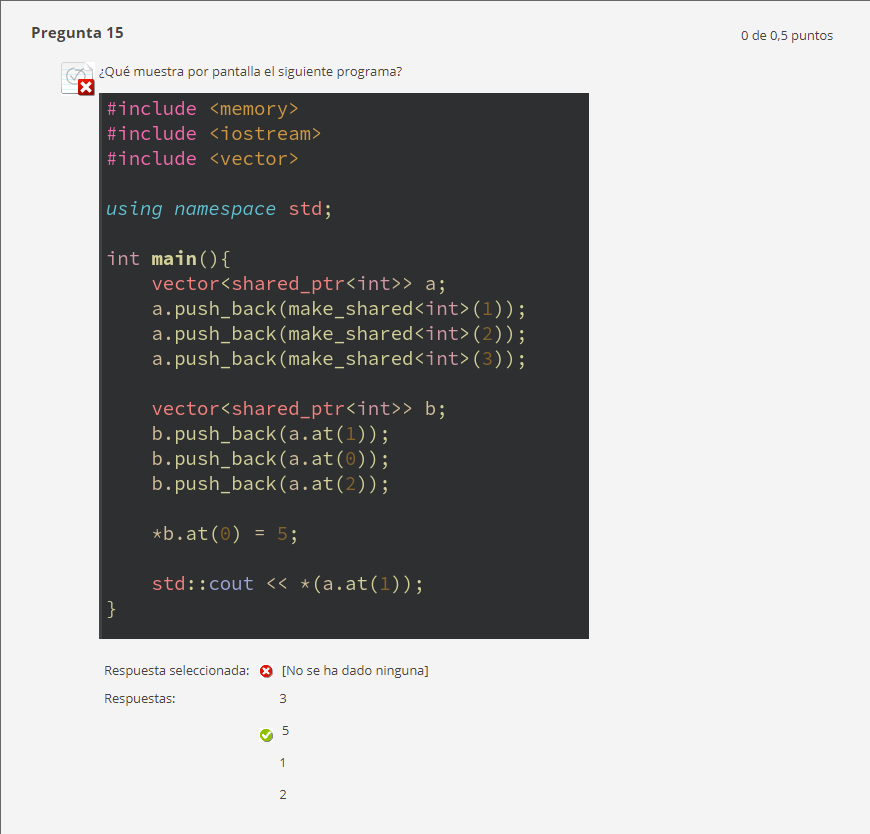 Pregunta 15
0 de 0,5 puntos
¿Qué muestra por pantalla el siguiente programa?
#include <memory>
#include <iostream>
#include <vector>
using namespace std;
int main(){
    vector<shared_ptr<int>> a;
    a.push_back(make_shared<int>(1));
    a.push_back(make_shared<int>(2));
    a.push_back(make_shared<int>(3));
    vector<shared_ptr<int>> b;
    b.push_back(a.at(1));
    b.push_back(a.at(0));
    b.push_back(a.at(2));
    *b.at(0) = 5;
    std::cout << *(a.at(1));
}
Respuesta seleccionada: [No se ha dado ninguna]
Respuestas: 3
5
1
2